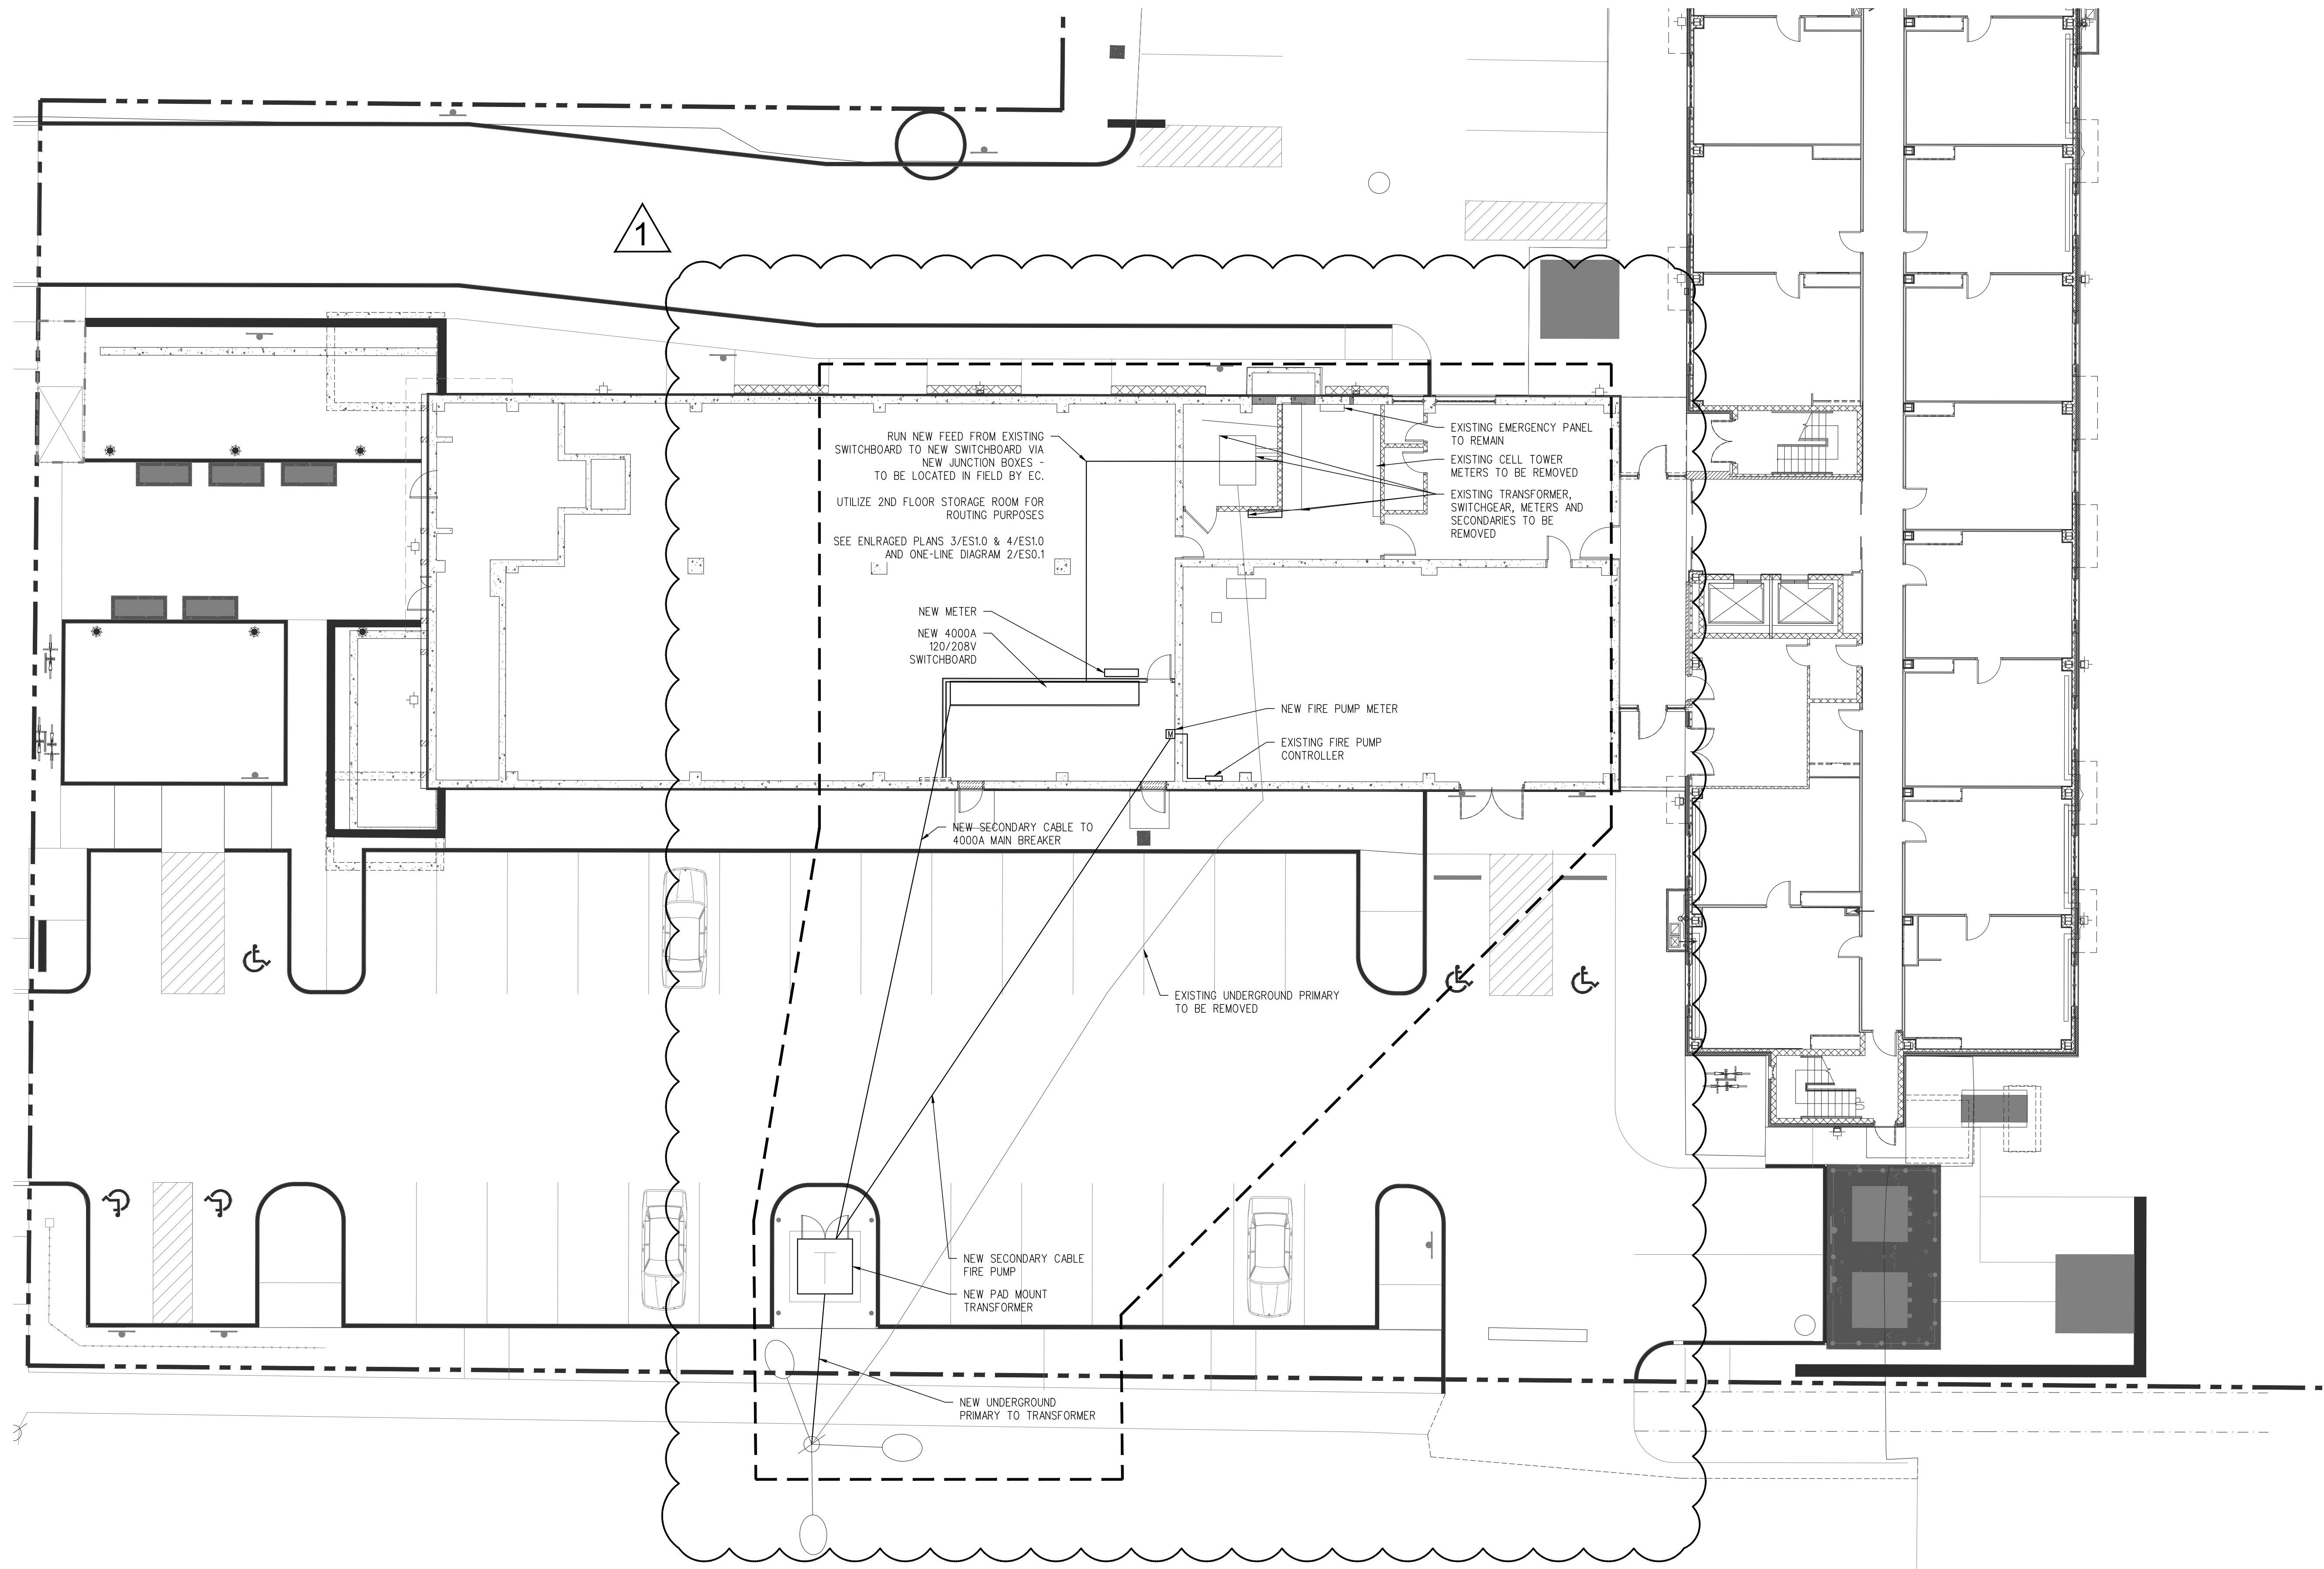 1
RUN NEW FEED FROM EXISTING
SWITCHBOARD TO NEW SWITCHBOARD VIA
NEW JUNCTION BOXES -
TO BE LOCATED IN FIELD BY EC.
UTILIZE 2ND FLOOR STORAGE ROOM FOR
ROUTING PURPOSES
SEE ENLRAGED PLANS 3/ES1.0 & 4/ES1.0
AND ONE-LINE DIAGRAM 2/ES0.1
EXISTING EMERGENCY PANEL
TO REMAIN
EXISTING CELL TOWER
METERS TO BE REMOVED
EXISTING TRANSFORMER,
SWITCHGEAR, METERS AND
SECONDARIES TO BE
REMOVED
NEW METER
NEW 4000A
120/208V
SWITCHBOARD
NEW FIRE PUMP METER
M
EXISTING FIRE PUMP
CONTROLLER
NEW SECONDARY CABLE TO
4000A MAIN BREAKER
EXISTING UNDERGROUND PRIMARY
TO BE REMOVED
T
NEW SECONDARY CABLE
FIRE PUMP
NEW PAD MOUNT
TRANSFORMER
NEW UNDERGROUND
PRIMARY TO TRANSFORMER